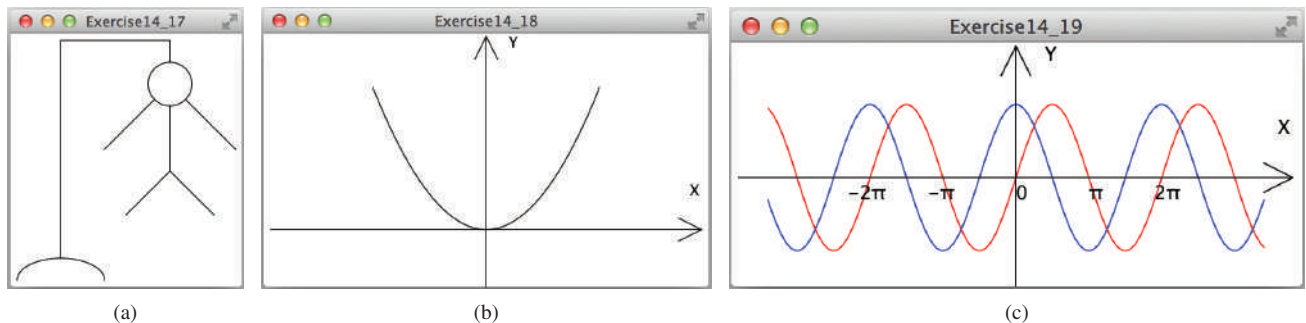 Exercise14_17
Exercise14_18
Exercise14_19
Y
X
Y
X
−2π −π 0 π 2π
(a) (b) (c)